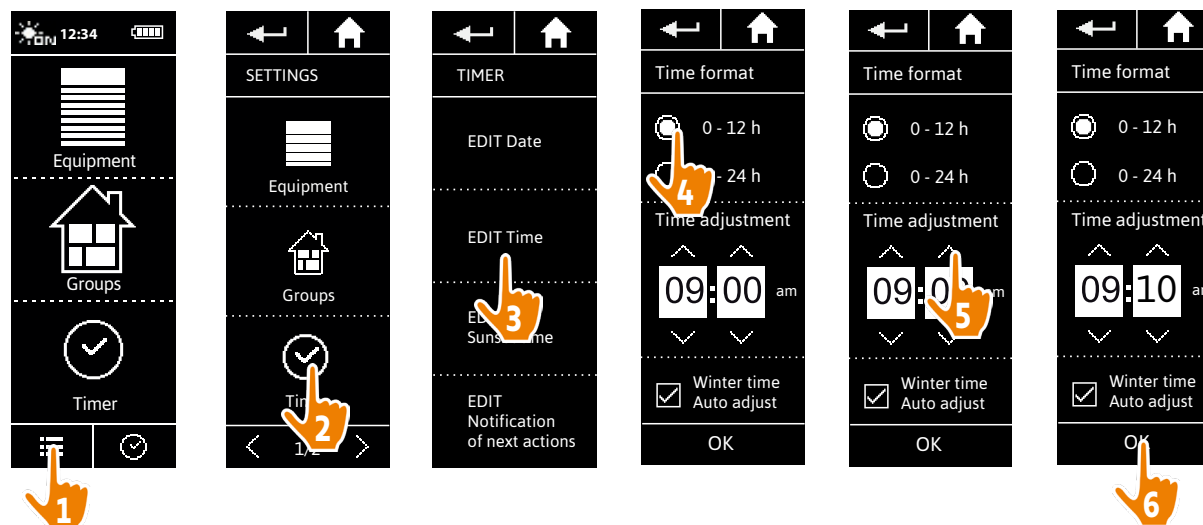 ON 12:34
Equipment
Groups
Timer
1
SETTINGS
Equipment
Groups
2
TIMER
EDIT Date
EDIT Time
3
EDIT
Notification
of next actions
Time format
0 - 12 h
4
- 24 h
Time adjustment
09:00 am
Winter time
Auto adjust
OK
Time format
0 - 12 h
0 - 24 h
Time adjustment
5
Winter time
Auto adjust
OK
Time format
0 - 12 h
0 - 24 h
Time adjustment
09:10
Winter time
Auto adjust
OK
6